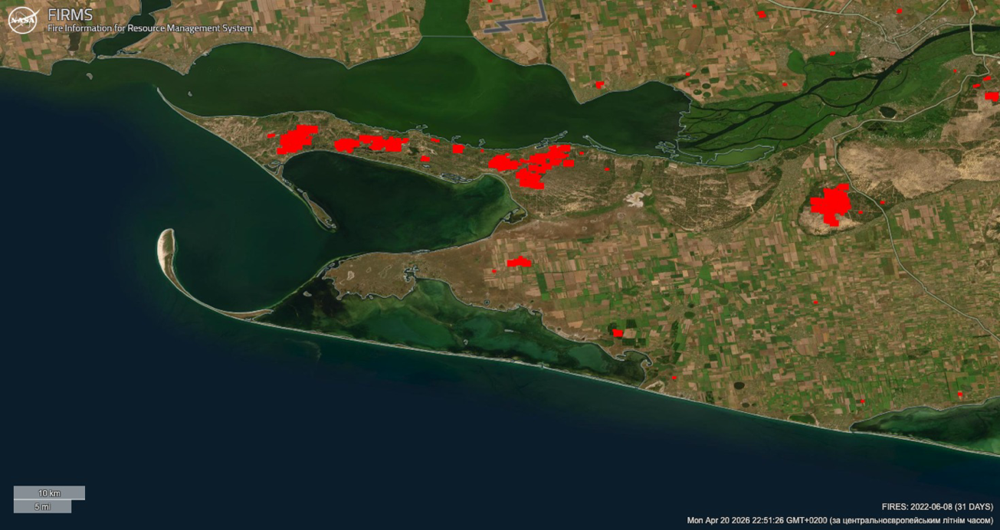 NASA
FIRMS
Fire Information for Resource Management System
10 km
5 mi
FIRES: 2022-06-08 (31 DAYS)
Mon Apr 20 2026 22:51:26 GMT+0200 (за центральноєвропейським літнім часом)